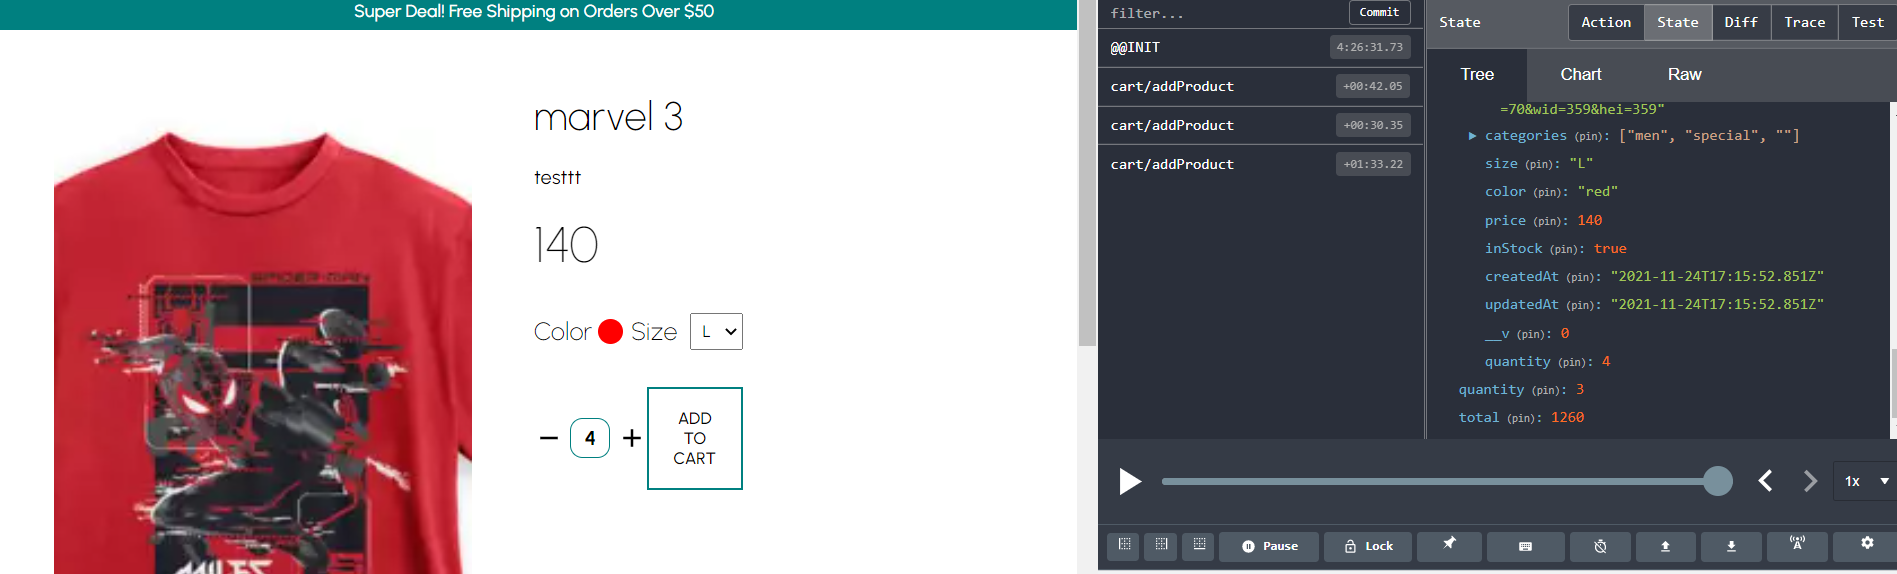 Super Deal! Free Shipping on Orders Over $50
marvel 3
testtt
140
Color Size L
4
ADD
TO
CART
filter...
Commit
@@INIT 4:26:31.73
cart/addProduct +00:42.05
cart/addProduct +00:30.35
cart/addProduct +01:33.22
State
Action State Diff Trace Test
Tree Chart Raw
=70&wid=359&hei=359"
categories (pin): ["men", "special", ""]
size (pin): "L"
color (pin): "red"
price (pin): 140
inStock (pin): true
createdAt (pin): "2021-11-24T17:15:52.851Z"
updatedAt (pin): "2021-11-24T17:15:52.851Z"
__v (pin): 0
quantity (pin): 4
quantity (pin): 3
total (pin): 1260
1x
Pause Lock